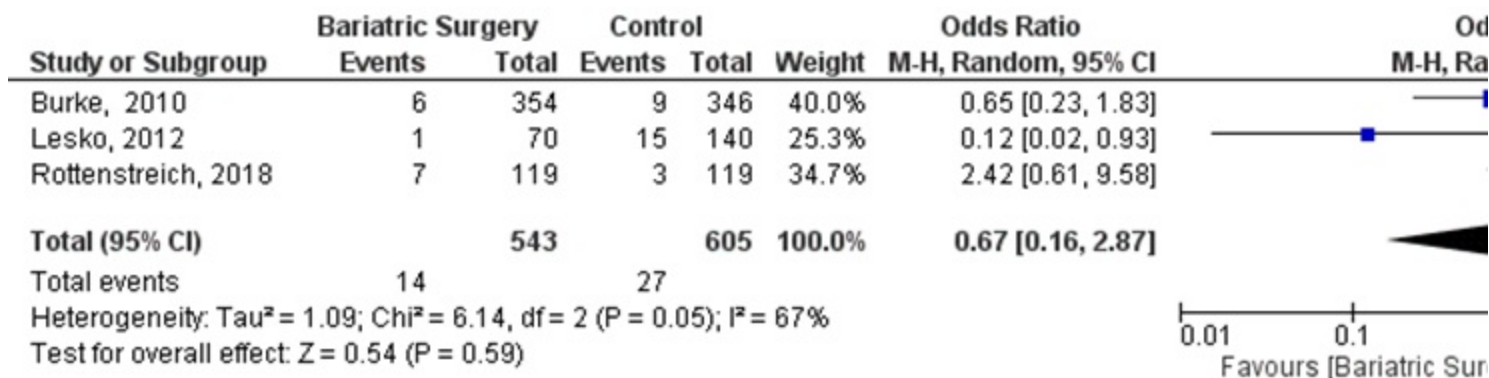 Bariatric Surgery Control Odds Ratio Od
Study or Subgroup Events Total Events Total Weight M-H, Random, 95% CI M-H, Ra
Burke, 2010 6 354 9 346 40.0% 0.65 [0.23, 1.83]
Lesko, 2012 1 70 15 140 25.3% 0.12 [0.02, 0.93]
Rottenstreich, 2018 7 119 3 119 34.7% 2.42 [0.61, 9.58]
Total (95% CI) 543 605 100.0% 0.67 [0.16, 2.87]
Total events 14 27
Heterogeneity: Tau² = 1.09; Chi² = 6.14, df = 2 (P = 0.05); I² = 67%
Test for overall effect: Z = 0.54 (P = 0.59)
0.01 0.1
Favours [Bariatric Sur